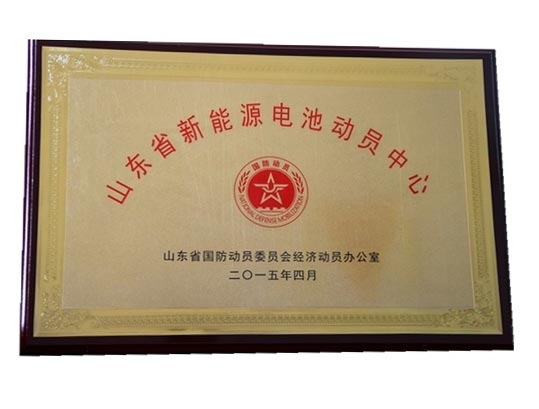 山东省新能源电池动员中心
国防动员
NATIONAL DEFENSE MOBILIZATION
山东省国防动员委员会经济动员办公室
二〇一五年四月